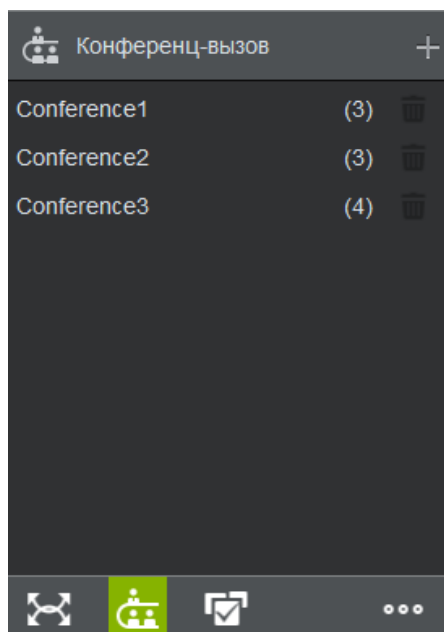 Конференц-вызов
Conference1 (3)
Conference2 (3)
Conference3 (4)